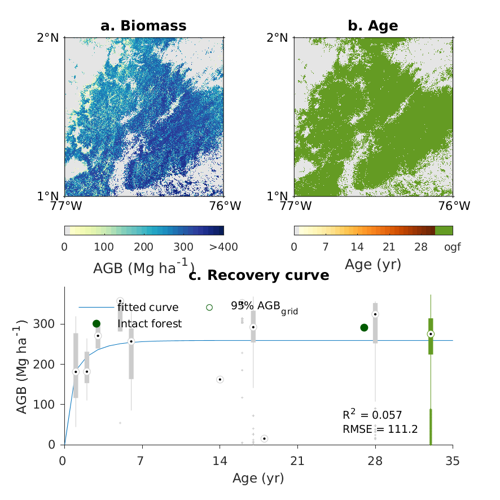 a. Biomass
b. Age
2°N
2°N
1°N
1°N
77°W
76°W
77°W
76°W
0 100 200 300 >400
0 7 14 21 28 ogf
AGB (Mg ha⁻¹)
Age (yr)
c. Recovery curve
fitted curve
95% AGBgrid
Intact forest
300
200
100
0
AGB (Mg ha⁻¹)
R² = 0.057
RMSE = 111.2
0 7 14 21 28 35
Age (yr)